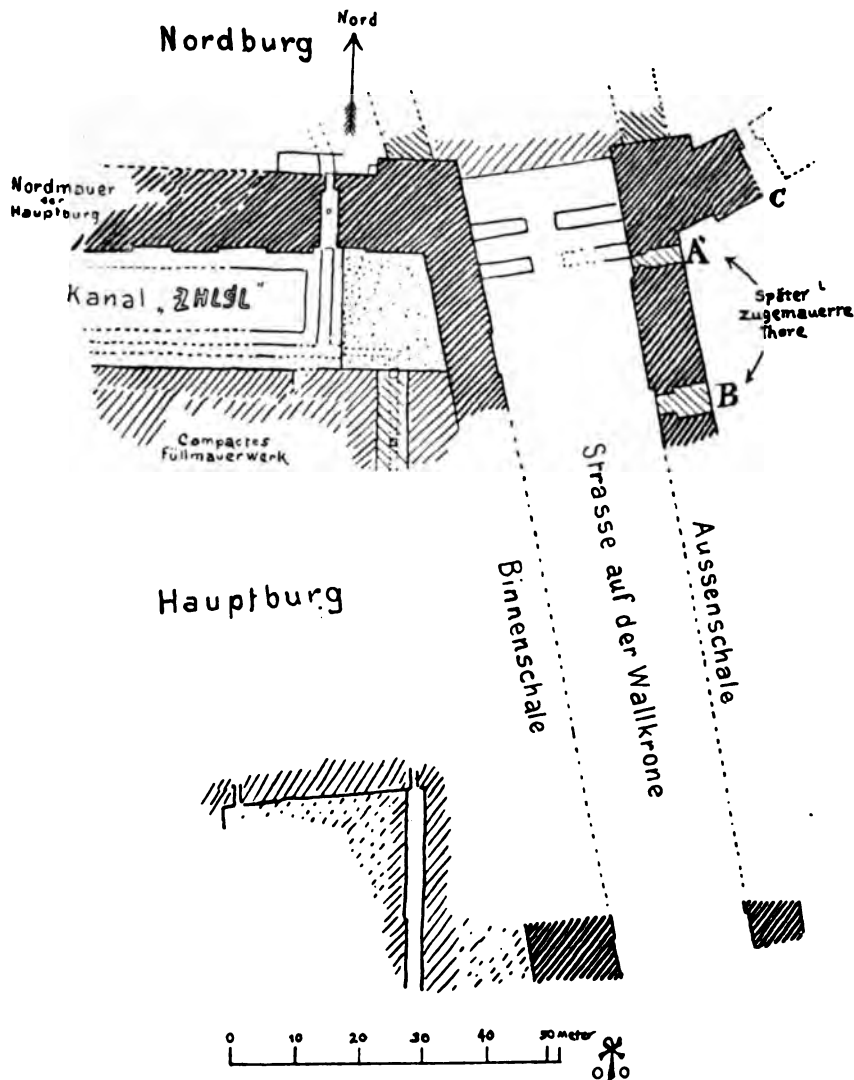 Nordburg
Nord
Nordmauer
der
Hauptburg
C
A
Später
zugemauerre
Thore
Kanal „
B
Compactes
Füllmauerwerk
Hauptburg
Binnenschale
Strasse auf der Wallkrone
Aussenschale
0 10 20 30 40 50 Meter